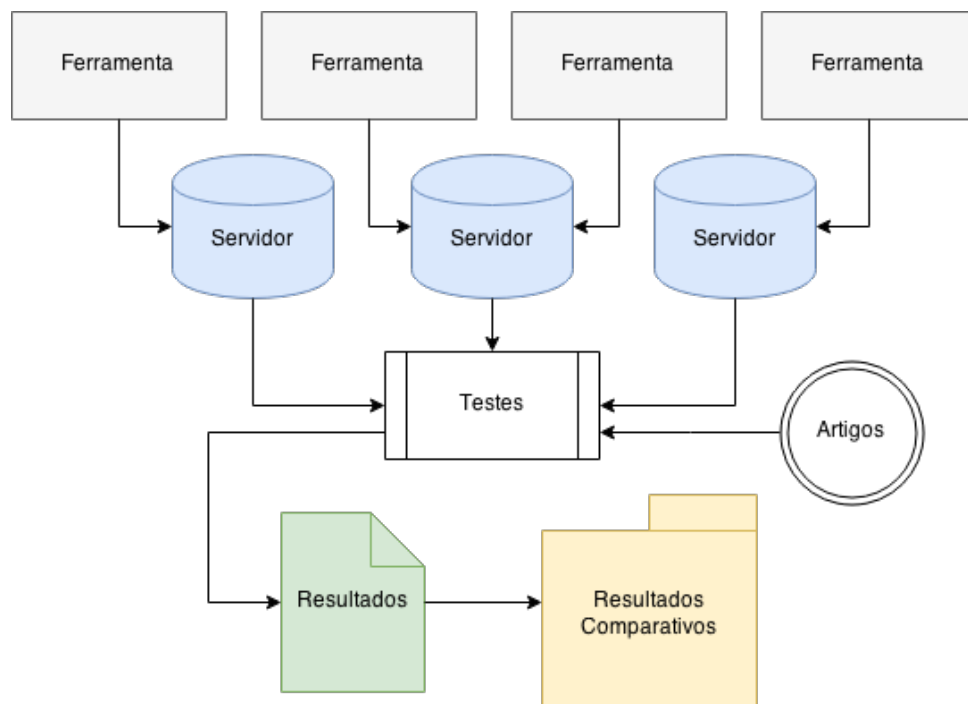 Ferramenta
Ferramenta
Ferramenta
Ferramenta
Servidor
Servidor
Servidor
Testes
Artigos
Resultados
Resultados
Comparativos